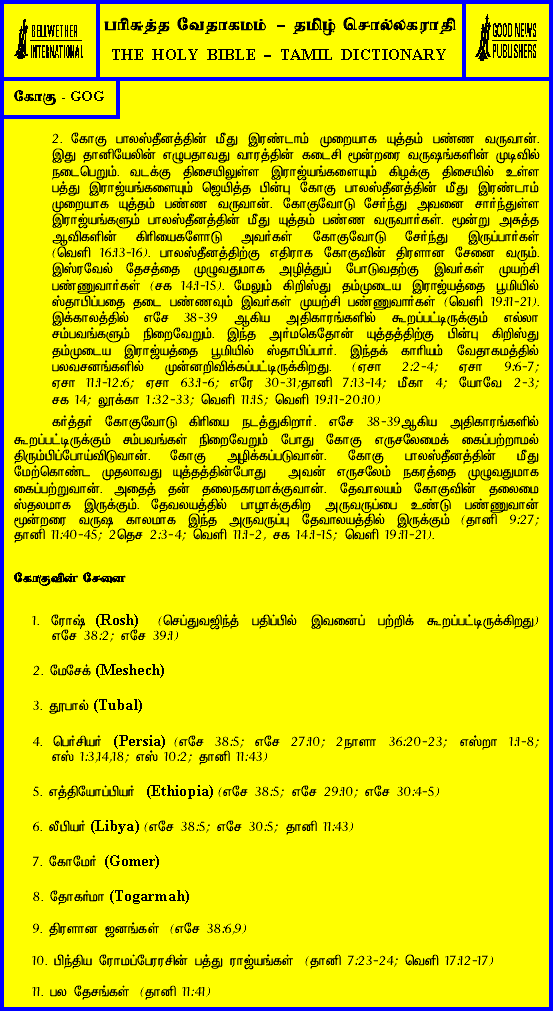 BELLWETHER
INTERNATIONAL
பரிசுத்த வேதாகமம் - தமிழ் சொல்லகராதி
THE HOLY BIBLE – TAMIL DICTIONARY
GOOD NEWS
PUBLISHERS
கோகு - GOG
2. கோகு பாலஸ்தீனத்தின் மீது இரண்டாம் முறையாக யுத்தம் பண்ண வருவான்.
இது தானியேலின் எழுபதாவது வாரத்தின் கடைசி மூன்றரை வருஷங்களின் முடிவில்
நடைபெறும். வடக்கு திசையிலுள்ள இராஜ்யங்களையும் கிழக்கு திசையில் உள்ள
பத்து இராஜ்யங்களையும் ஜெயித்த பின்பு கோகு பாலஸ்தீனத்தின் மீது இரண்டாம்
முறையாக யுத்தம் பண்ண வருவான். கோகுவோடு சேர்ந்து அவனை சார்ந்துள்ள
இராஜ்யங்களும் பாலஸ்தீனத்தின் மீது யுத்தம் பண்ண வருவார்கள். மூன்று அசுத்த
ஆவிகளின் கிரியைகளோடு அவர்கள் கோகுவோடு சேர்ந்து இருப்பார்கள்
(வெளி 16:13-16). பாலஸ்தீனத்திற்கு எதிராக கோகுவின் திரளான சேனை வரும்.
இஸ்ரவேல் தேசத்தை முழுவதுமாக அழித்துப் போடுவதற்கு இவர்கள் முயற்சி
பண்ணுவார்கள் (சக 14:1-15). மேலும் கிறிஸ்து தம்முடைய இராஜ்யத்தை பூமியில்
ஸ்தாபிப்பதை தடை பண்ணவும் இவர்கள் முயற்சி பண்ணுவார்கள் (வெளி 19:11-21).
இக்காலத்தில் எசே 38-39 ஆகிய அதிகாரங்களில் கூறப்பட்டிருக்கும் எல்லா
சம்பவங்களும் நிறைவேறும். இந்த அர்மகெதோன் யுத்தத்திற்கு பின்பு கிறிஸ்து
தம்முடைய இராஜ்யத்தை பூமியில் ஸ்தாபிப்பார். இந்தக் காரியம் வேதாகமத்தில்
பலவசனங்களில் முன்னறிவிக்கப்பட்டிருக்கிறது. (ஏசா 2:2-4; ஏசா 9:6-7;
ஏசா 11:1-12:6; ஏசா 63:1-6; எரே 30-31;தானி 7:13-14; மீகா 4; யோவே 2-3;
சக 14; லூக்கா 1:32-33; வெளி 11:15; வெளி 19:11-20:10)
கர்த்தர் கோகுவோடு கிரியை நடத்துகிறார். எசே 38-39ஆகிய அதிகாரங்களில்
கூறப்பட்டிருக்கும் சம்பவங்கள் நிறைவேறும் போது கோகு எருசலேமைக் கைப்பற்றாமல்
திரும்பிப்போய்விடுவான். கோகு அழிக்கப்படுவான். கோகு பாலஸ்தீனத்தின் மீது
மேற்கொண்ட முதலாவது யுத்தத்தின்போது அவன் எருசலேம் நகரத்தை முழுவதுமாக
கைப்பற்றுவான். அதைத் தன் தலைநகரமாக்குவான். தேவாலயம் கோகுவின் தலைமை
ஸ்தலமாக இருக்கும். தேவலயத்தில் பாழாக்குகிற அருவருப்பை உண்டு பண்ணுவான்
மூன்றரை வருஷ காலமாக இந்த அருவருப்பு தேவாலயத்தில் இருக்கும் (தானி 9:27;
தானி 11:40-45; 2தெச 2:3-4; வெளி 11:1-2, சக 14:1-15; வெளி 19:11-21).
கோகுவின் சேனை
1. ரோஷ் (Rosh) (செப்துவஜிந்த் பதிப்பில் இவனைப் பற்றிக் கூறப்பட்டிருக்கிறது)
எசே 38:2; எசே 39:1)
2. மேசேக் (Meshech)
3. தூபால் (Tubal)
4. பெர்சியர் (Persia) (எசே 38:5; எசே 27:10; 2நாளா 36:20-23; எஸ்றா 1:1-8;
எஸ் 1:3,14,18; எஸ் 10:2; தானி 11:43)
5. எத்தியோப்பியர் (Ethiopia) (எசே 38:5; எசே 29:10; எசே 30:4-5)
6. லீபியர் (Libya) (எசே 38:5; எசே 30:5; தானி 11:43)
7. கோமேர் (Gomer)
8. தோகர்மா (Togarmah)
9. திரளான ஜனங்கள் (எசே 38:6,9)
10. பிந்திய ரோமப்பேரரசின் பத்து ராஜ்யங்கள் (தானி 7:23-24; வெளி 17:12-17)
11. பல தேசங்கள் (தானி 11:41)